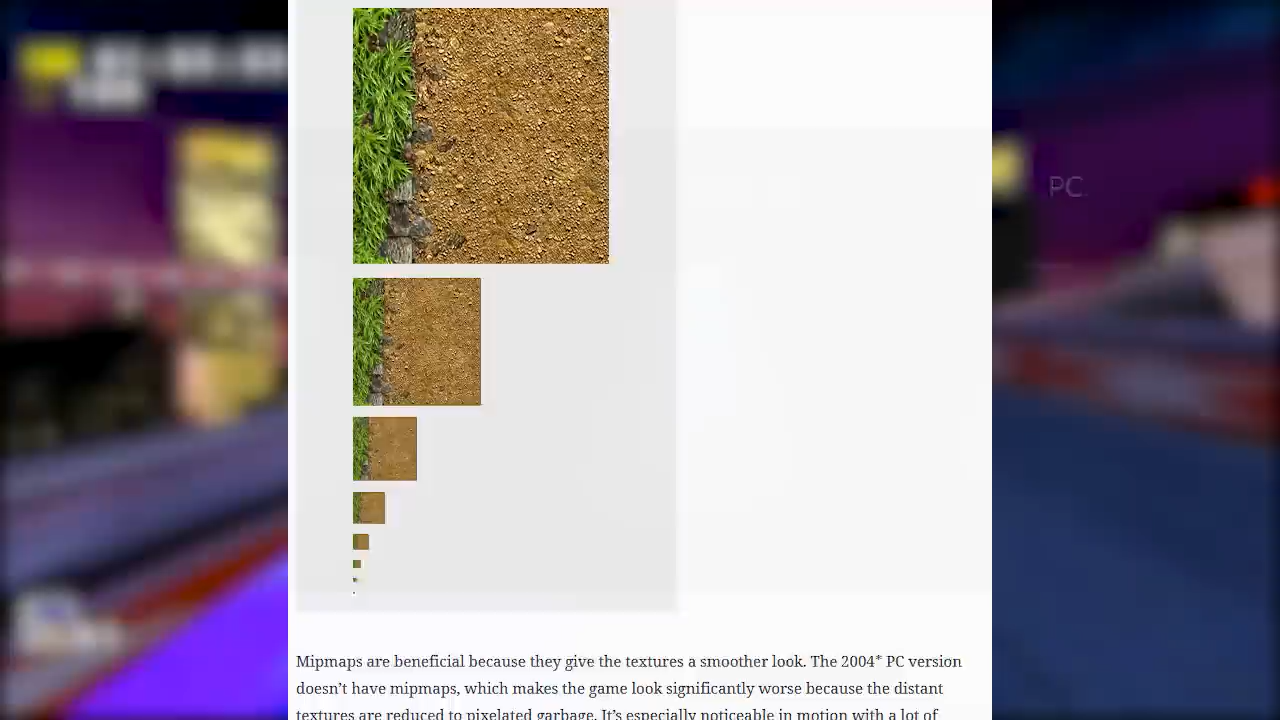 PC
Mipmaps are beneficial because they give the textures a smoother look. The 2004* PC version
doesn’t have mipmaps, which makes the game look significantly worse because the distant
textures are reduced to pixelated garbage. It’s especially noticeable in motion with a lot of